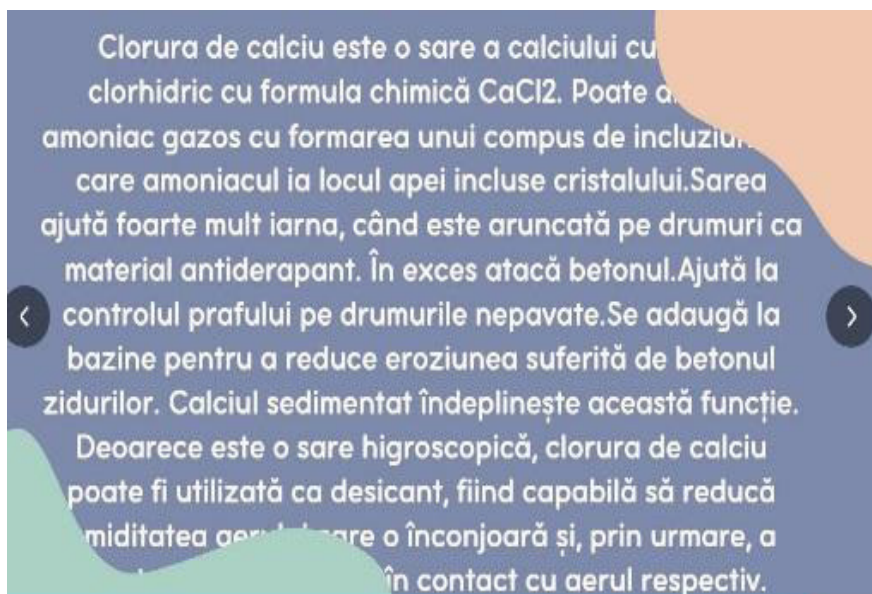 Clorura de calciu este o sare a calciului cu
clorhidric cu formula chimică CaCl2. Poate
amoniac gazos cu formarea unui compus de
care amoniacul ia locul apei incluse cristalului.Sarea
ajută foarte mult iarna, când este aruncată pe drumuri ca
material antiderapant. În exces atacă betonul.Ajută la
controlul prafului pe drumurile nepavate.Se adaugă la
bazine pentru a reduce eroziunea suferită de betonul
zidurilor. Calciul sedimentat îndeplinește această funcție.
Deoarece este o sare higroscopică, clorura de calciu
poate fi utilizată ca desicant, fiind capabilă să reducă
o înconjoară și, prin urmare, a
în contact cu aerul respectiv.